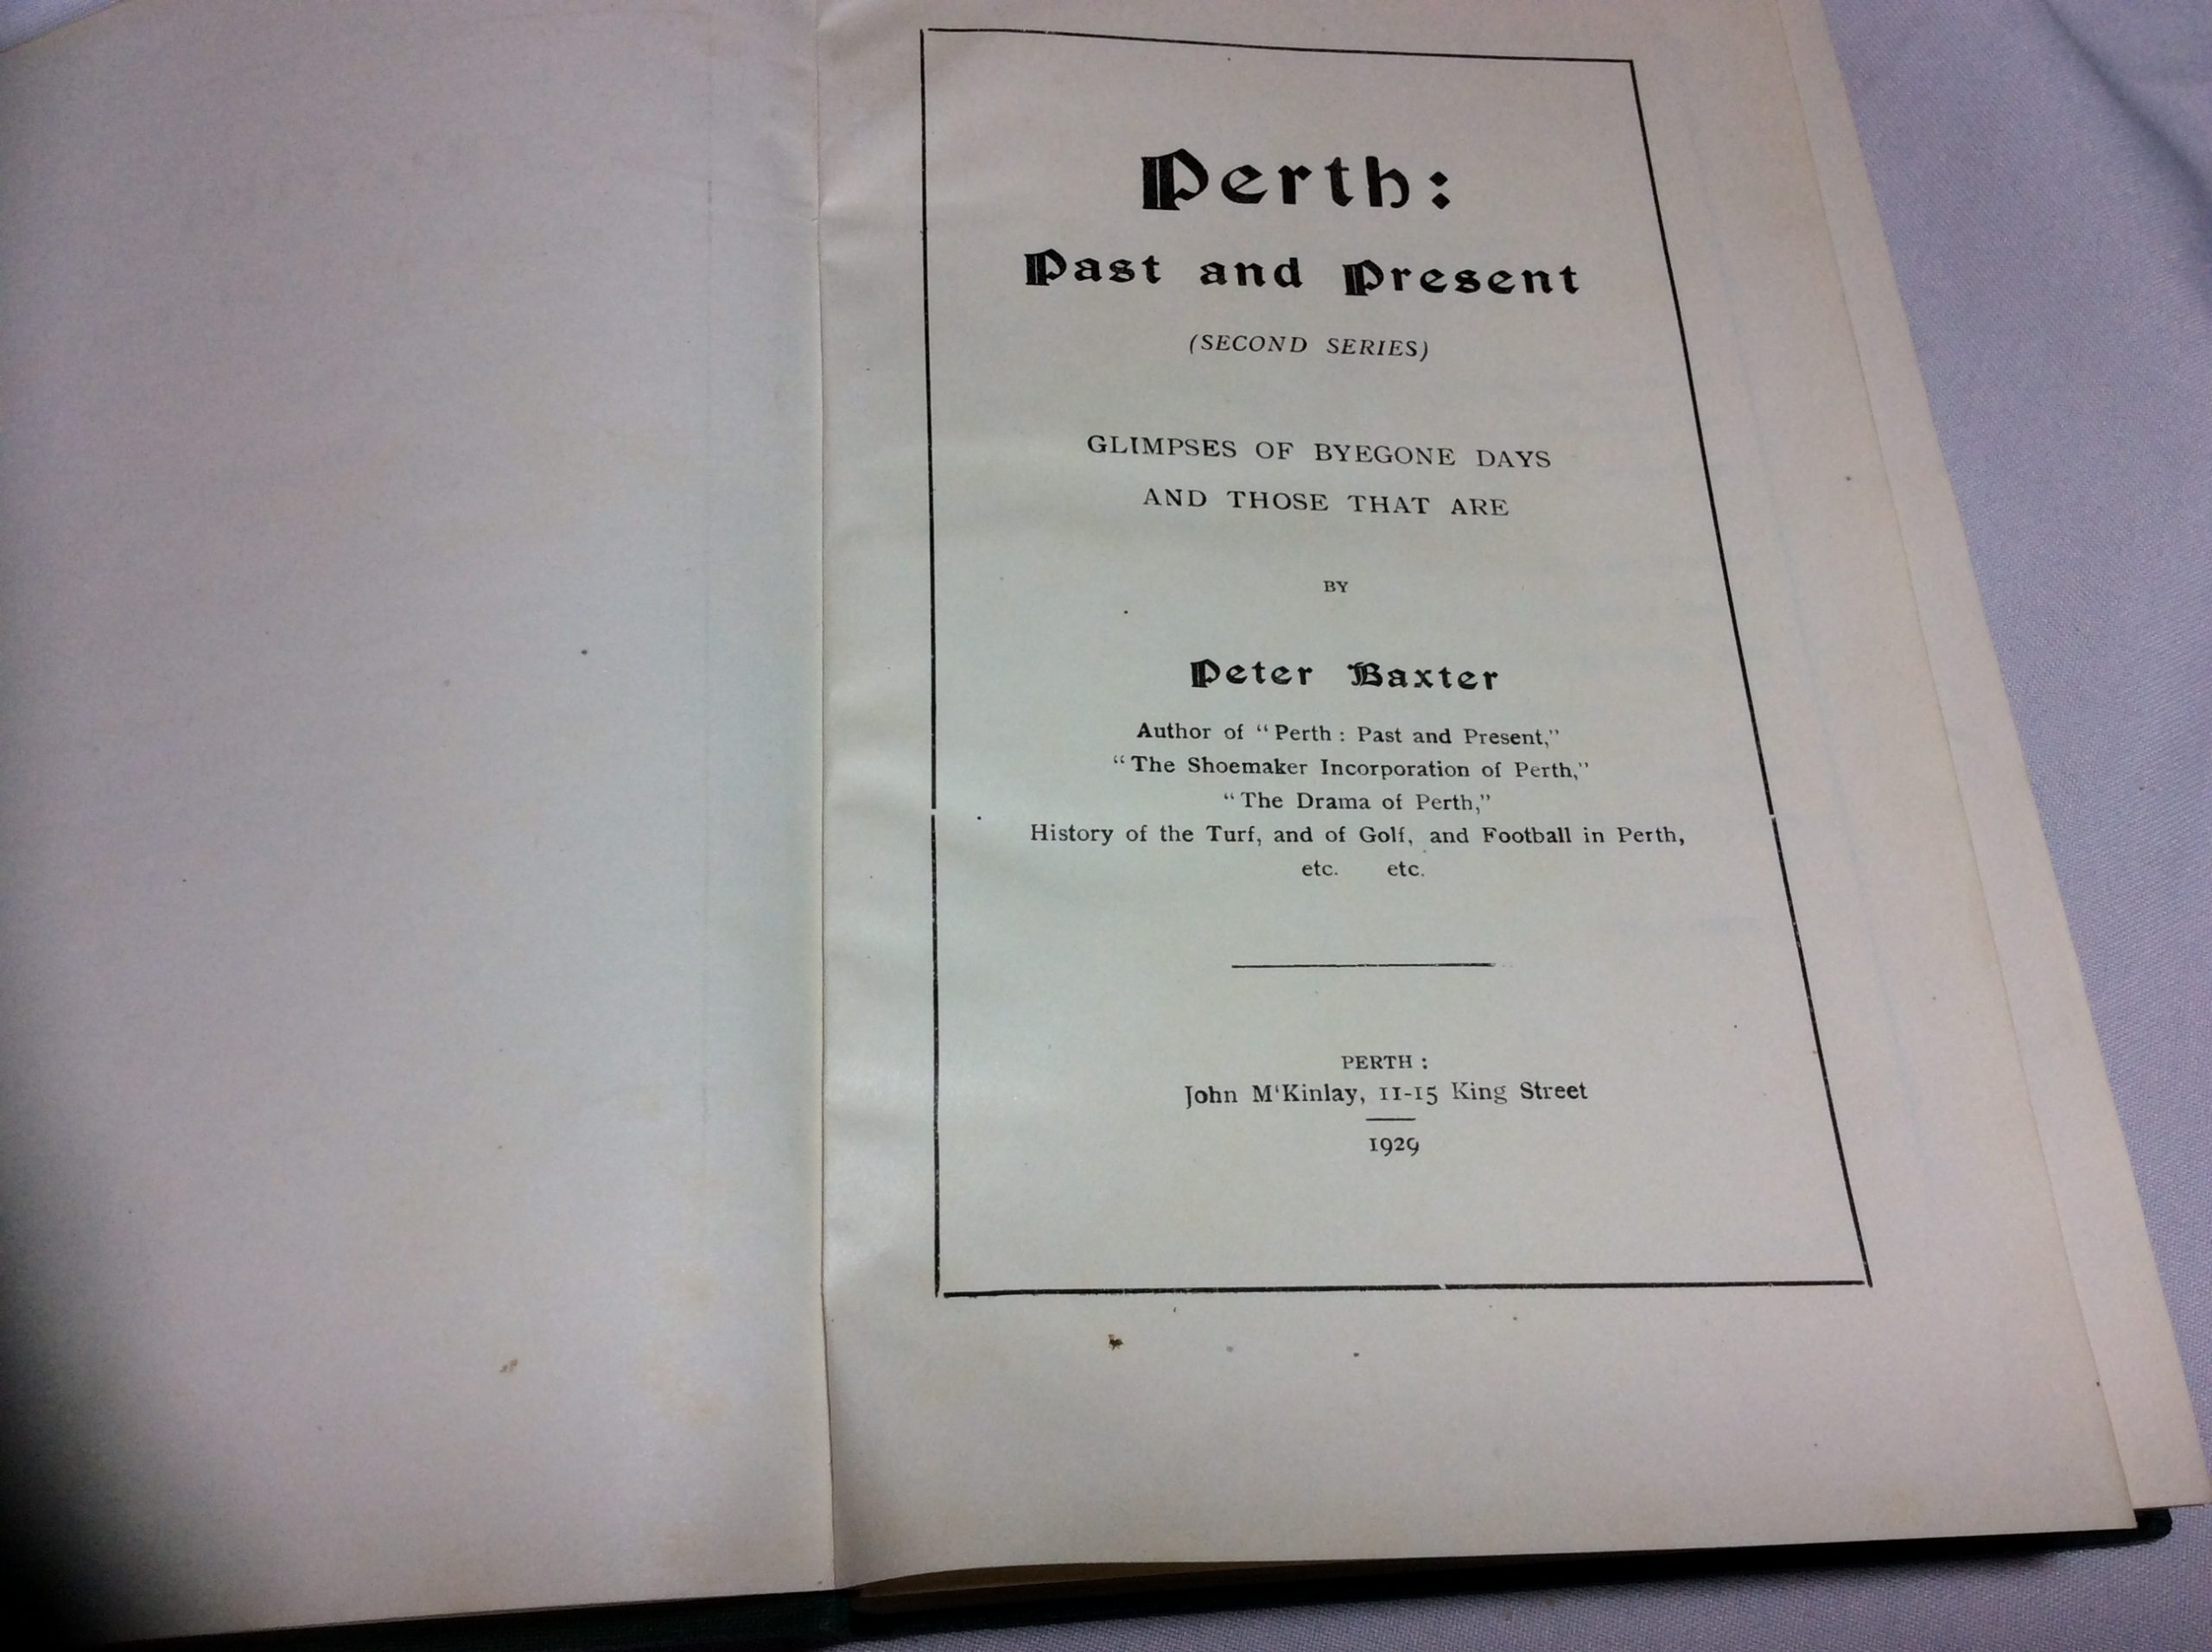 Perth:
Past and Present
(SECOND SERIES)
GLIMPSES OF BYEGONE DAYS
AND THOSE THAT ARE
BY
Peter Baxter
Author of “Perth : Past and Present,”
“The Shoemaker Incorporation of Perth,”
“The Drama of Perth,”
History of the Turf, and of Golf, and Football in Perth,
etc. etc.
PERTH :
John M‘Kinlay, 11-15 King Street
1929